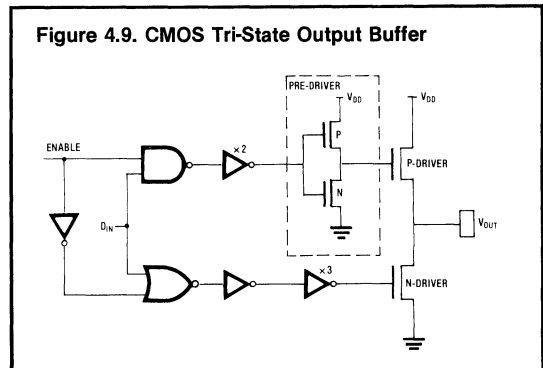 Figure 4.9. CMOS Tri-State Output Buffer
PRE-DRIVER
VDD
VDD
ENABLE
×2
P
P-DRIVER
N
DIN
VOUT
×3
N-DRIVER